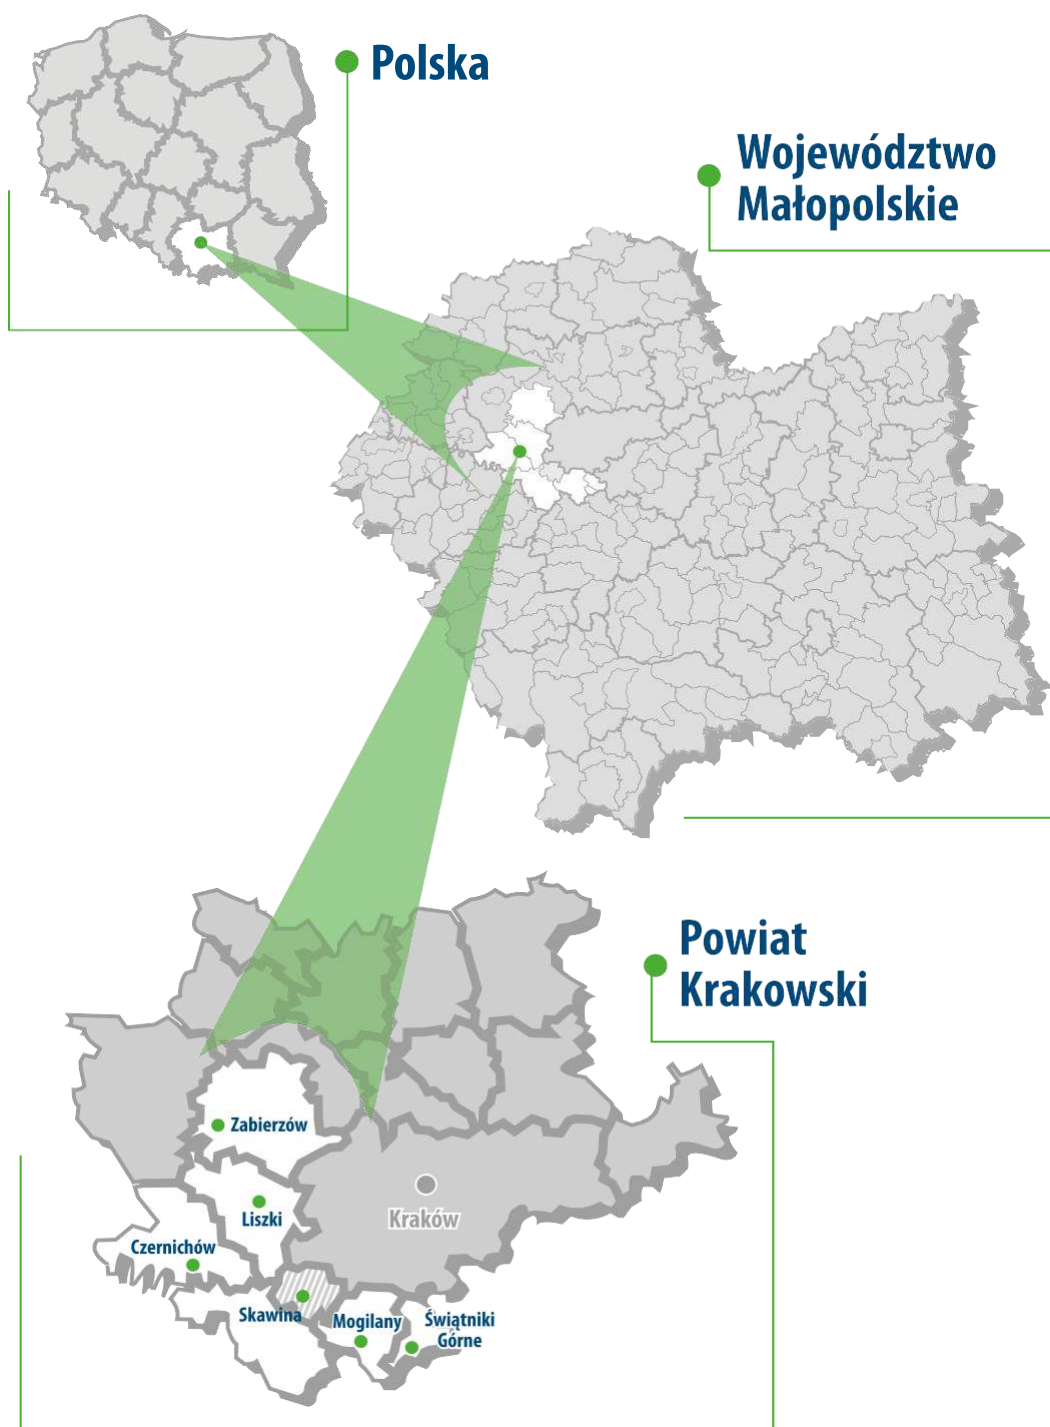 Polska
Województwo
Małopolskie
Powiat
Krakowski
Zabierzów
Liszki
Kraków
Czernichów
Skawina
Mogilany
Świątniki
Górne